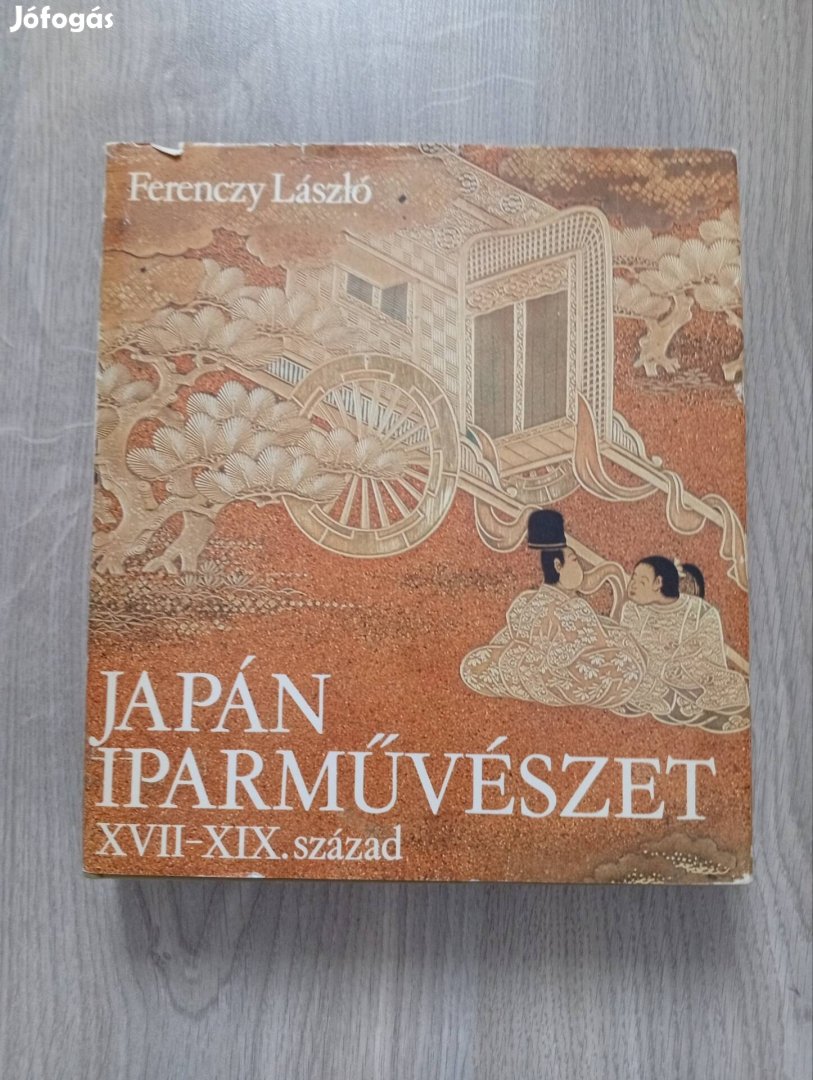 Jófogás
Ferenczy László
JAPÁN
IPARMŰVÉSZET
XVII-XIX. század